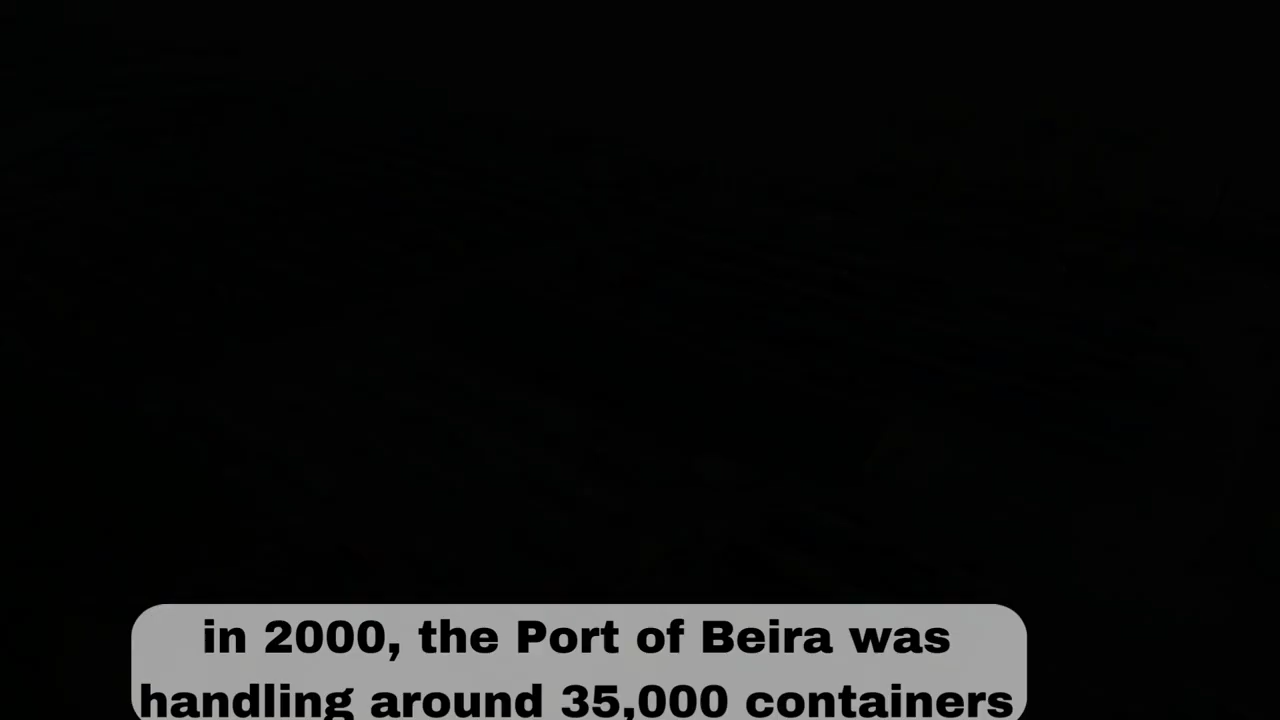 in 2000, the Port of Beira was
handling around 35,000 containers